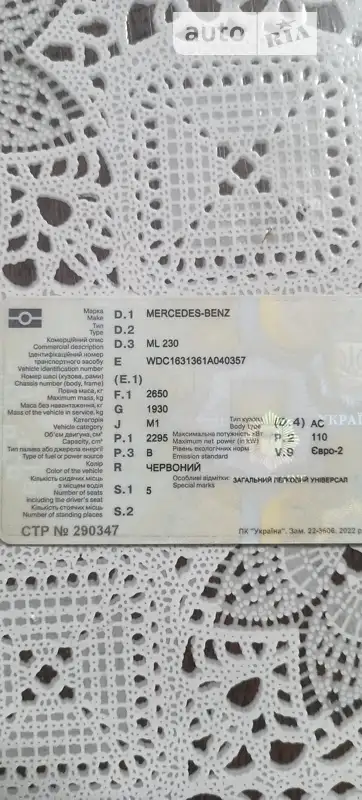 auto RIA
Марка D.1 MERCEDES-BENZ
Make
Тип D.2
Type
Комерційний опис D.3 ML 230
Commercial description
Ідентифікаційний номер
транспортного засобу E WDC1631361A040357
Vehicle identification number
Номер шасі (кузова, рами) (E.1)
Chassis number (body, frame)
Повна маса, кг F.1 2650
Maximum mass, kg
Маса без навантаження, кг G 1930
Mass of the vehicle in service, kg
Категорія J M1 Тип кузова (D.4) AC
Vehicle category Body type
Об'єм двигуна, см³ P.1 2295 Максимальна потужність кВт P.2 110
Capacity, cm³ Maximum net power (in kW)
Тип палива або джерела енергії P.3 B Рівень екологічних норм V.9 Євро-2
Type of fuel or power source Emission standard
Колір R ЧЕРВОНИЙ Особливі відмітки ЗАГАЛЬНИЙ ЛЕГКОВИЙ УНІВЕРСАЛ
Color of the vehicle Special marks
Кількість сидячих місць
з місцем водія S.1 5
Number of seats
including the driver's seat
Кількість стоячих місць S.2
Number of standing places
СТР № 290347 ПК "Україна". Зам. 22-3606. 2022 р